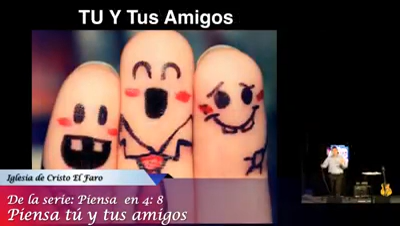 TU Y Tus Amigos
Iglesia de Cristo El Faro
De la serie: Piensa en 4: 8
Piensa tú y tus amigos